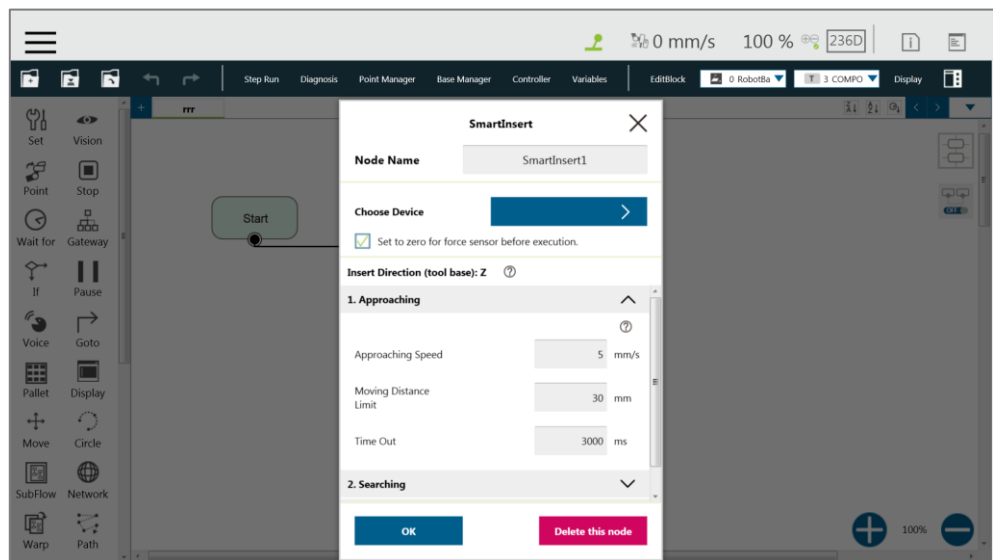 0 mm/s 100 % 236D
Step Run Diagnosis Point Manager Base Manager Controller Variables EditBlock 0 RobotBa T 3 COMPO Display
rrr
Set Vision
Point Stop
Wait for Gateway
If Pause
Voice Goto
Pallet Display
Move Circle
SubFlow Network
Warp Path
Start
SmartInsert
Node Name SmartInsert1
Choose Device
Set to zero for force sensor before execution.
Insert Direction (tool base): Z
1. Approaching
Approaching Speed 5 mm/s
Moving Distance
Limit 30 mm
Time Out 3000 ms
2. Searching
OK Delete this node
100%